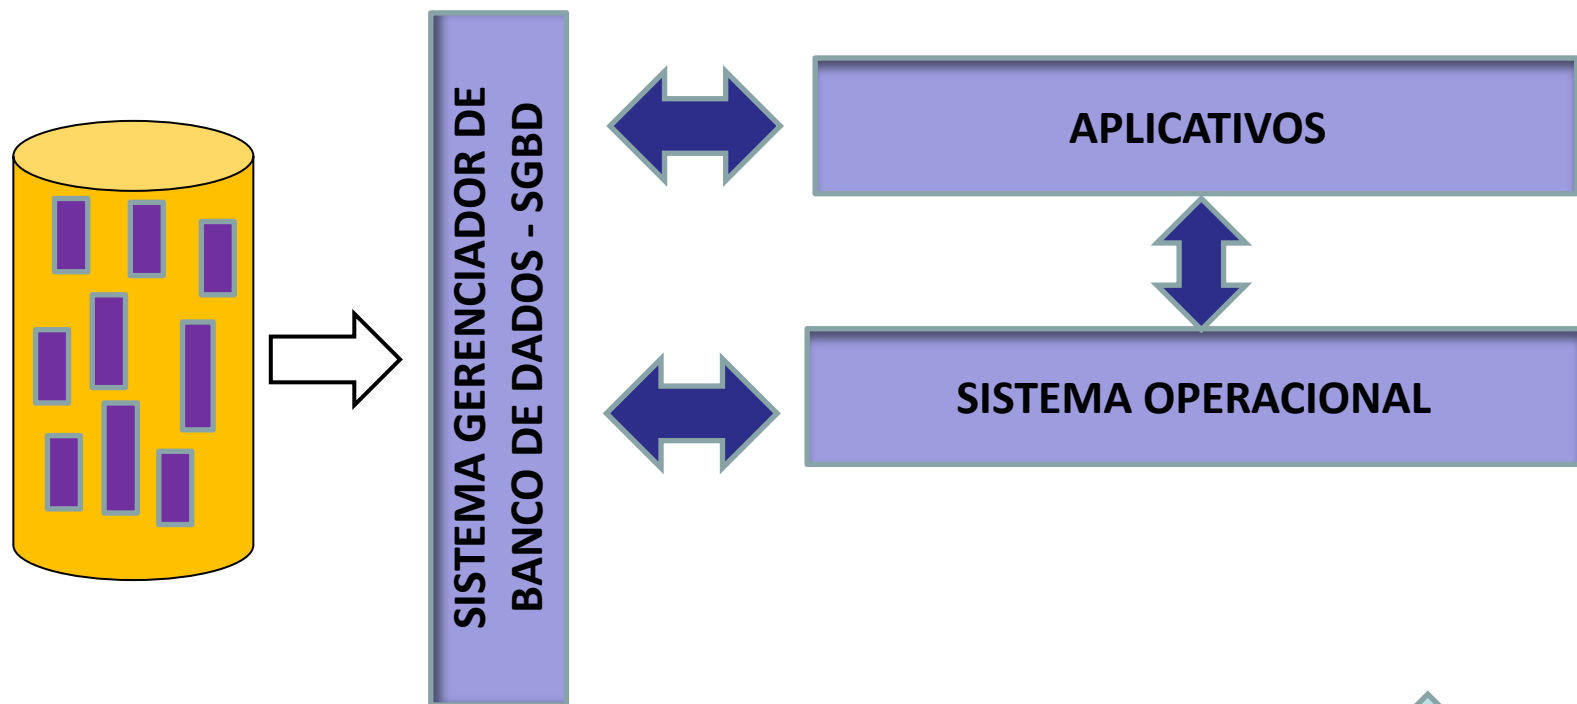 SISTEMA GERENCIADOR DE
BANCO DE DADOS - SGBD
APLICATIVOS
SISTEMA OPERACIONAL